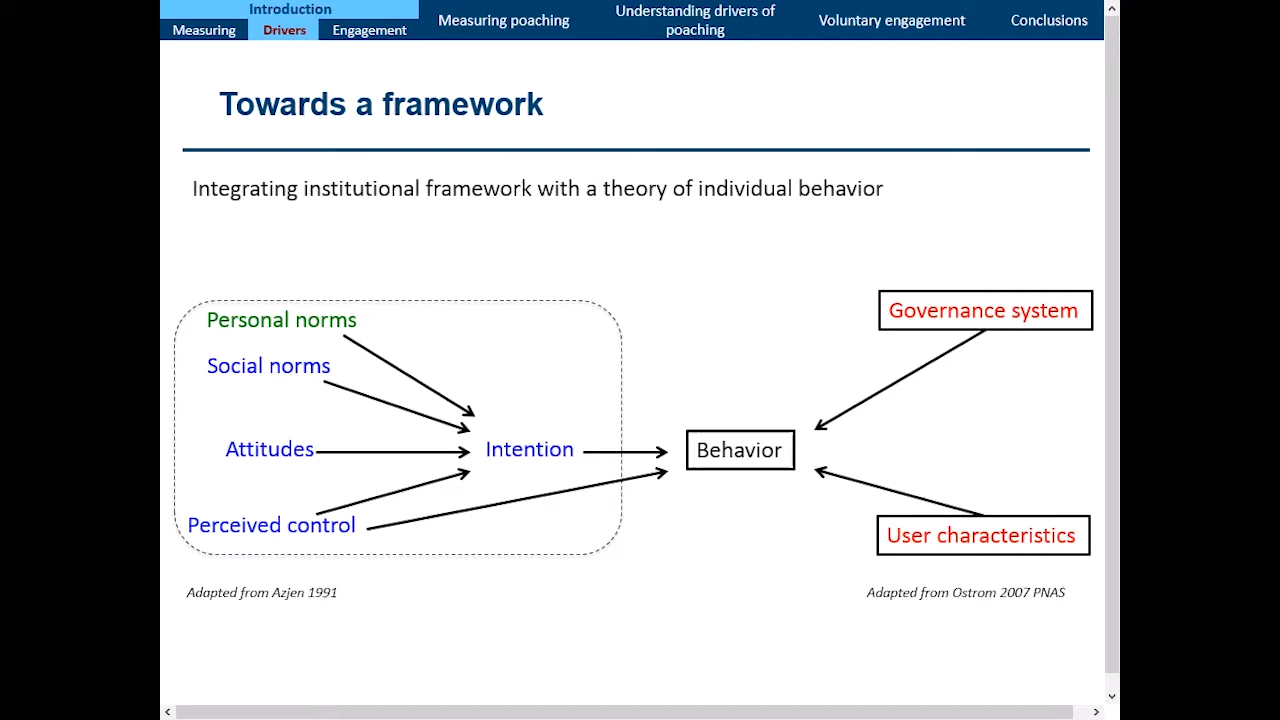 Introduction
Measuring Drivers Engagement
Measuring poaching
Understanding drivers of
poaching
Voluntary engagement
Conclusions
Towards a framework
Integrating institutional framework with a theory of individual behavior
Personal norms
Governance system
Social norms
Attitudes
Intention
Behavior
Perceived control
User characteristics
Adapted from Azjen 1991
Adapted from Ostrom 2007 PNAS